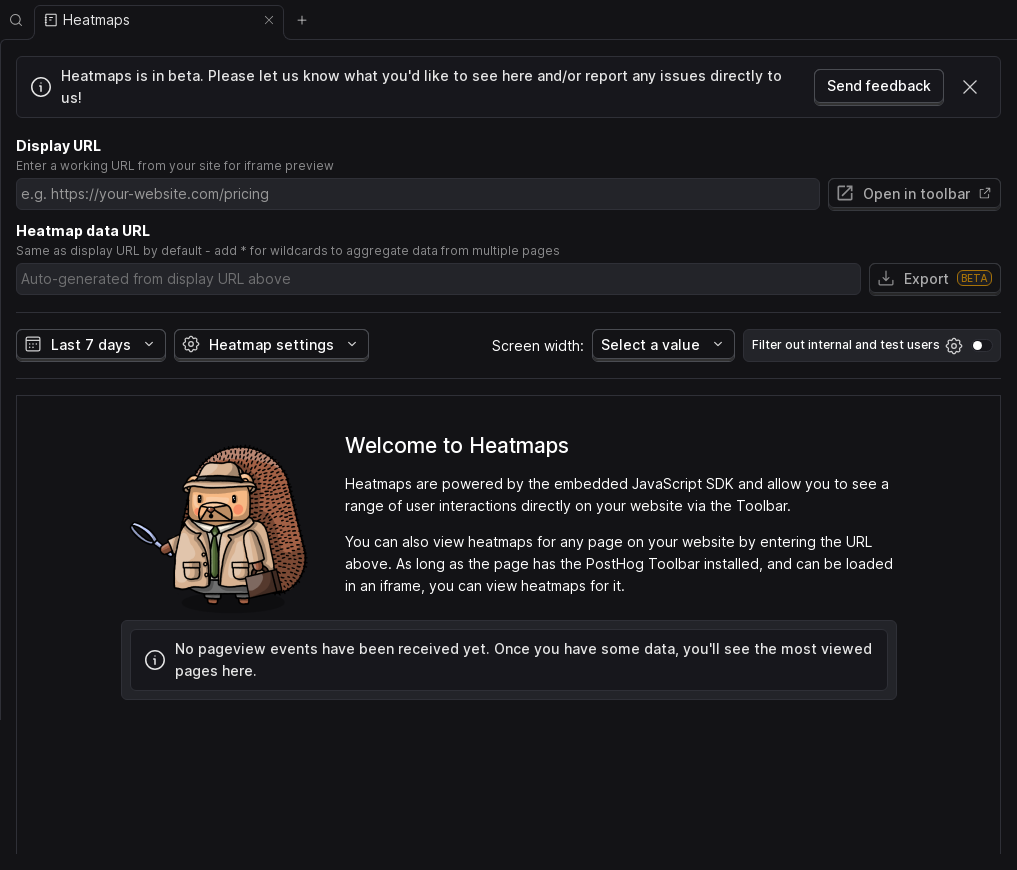 Heatmaps
Heatmaps is in beta. Please let us know what you'd like to see here and/or report any issues directly to
us!
Send feedback
Display URL
Enter a working URL from your site for iframe preview
e.g. https://your-website.com/pricing
Open in toolbar
Heatmap data URL
Same as display URL by default - add * for wildcards to aggregate data from multiple pages
Auto-generated from display URL above
Export BETA
Last 7 days
Heatmap settings
Screen width:
Select a value
Filter out internal and test users
Welcome to Heatmaps
Heatmaps are powered by the embedded JavaScript SDK and allow you to see a
range of user interactions directly on your website via the Toolbar.
You can also view heatmaps for any page on your website by entering the URL
above. As long as the page has the PostHog Toolbar installed, and can be loaded
in an iframe, you can view heatmaps for it.
No pageview events have been received yet. Once you have some data, you'll see the most viewed
pages here.